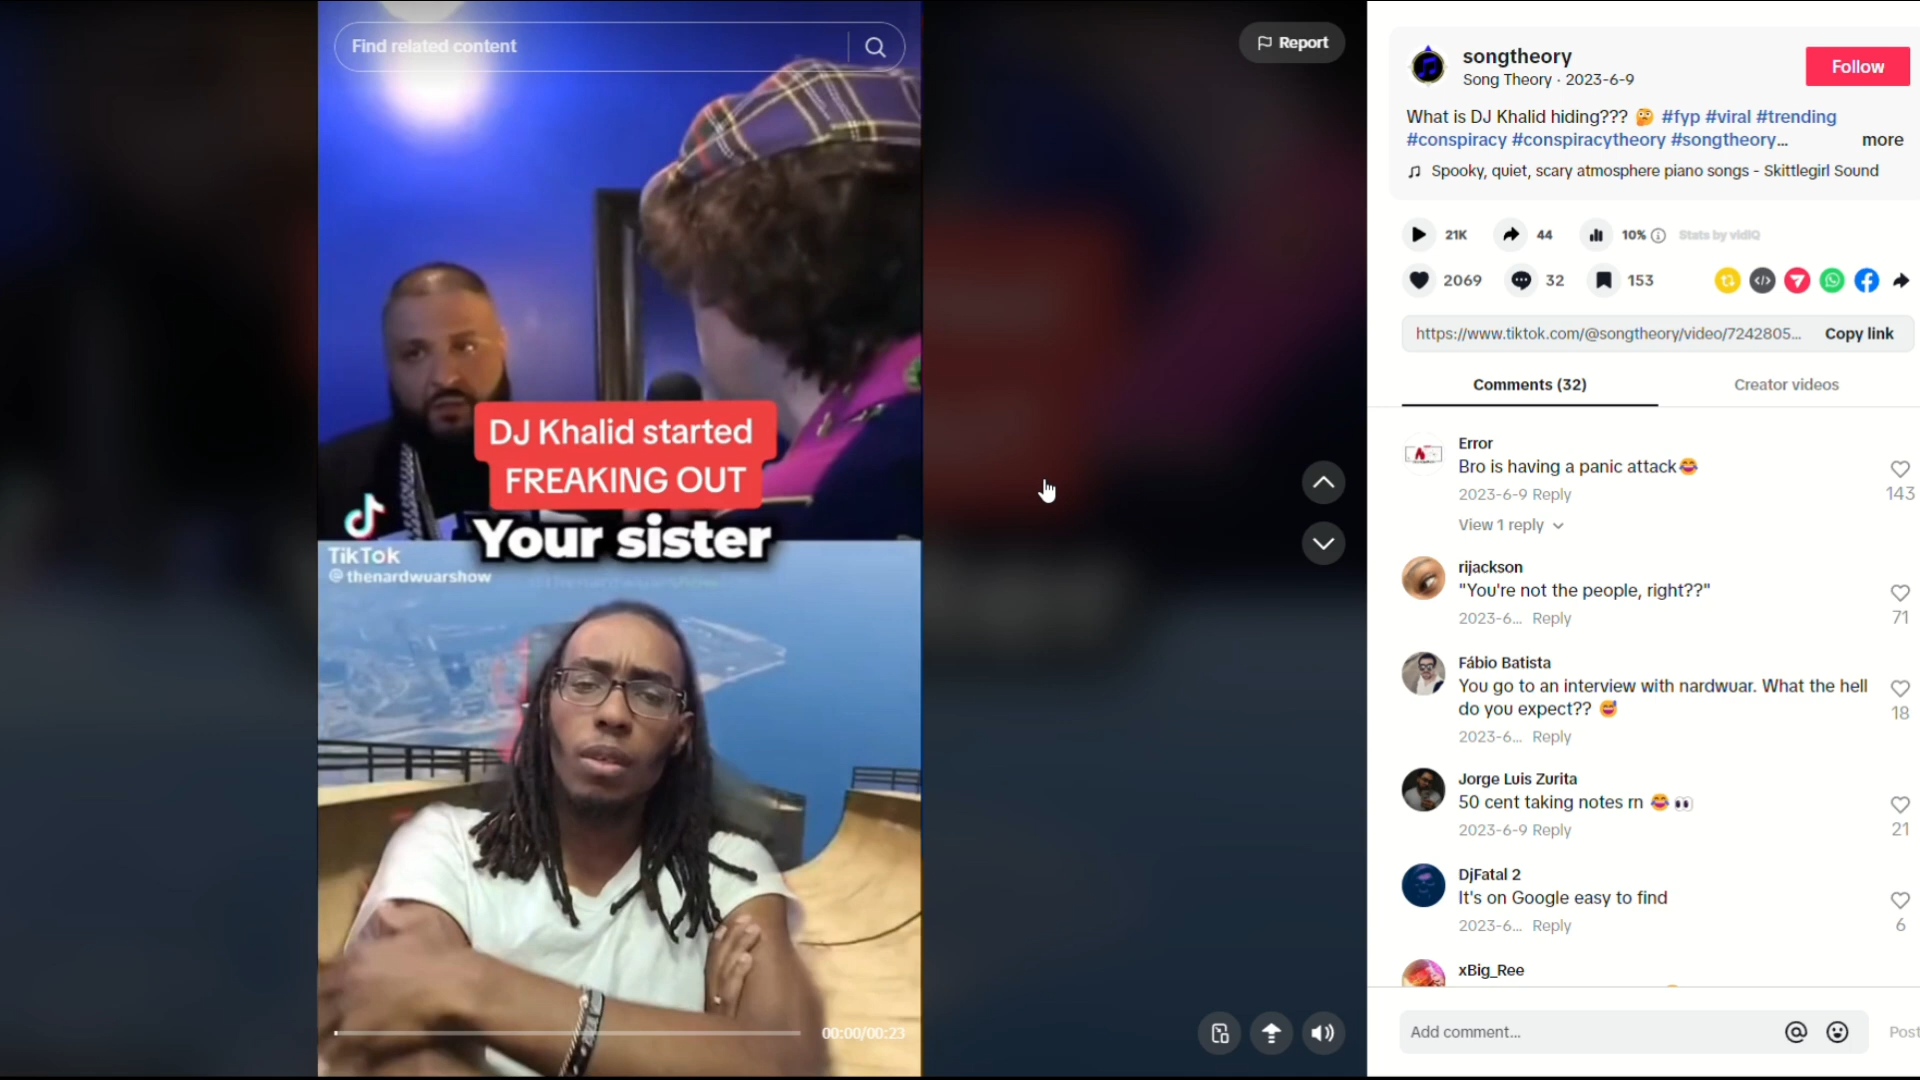 Find related content
Report
DJ Khalid started
FREAKING OUT
Your sister
TikTok
@thenardwuarshow
00:00/00:23
songtheory
Song Theory · 2023-6-9
Follow
What is DJ Khalid hiding??? 🤔 #fyp #viral #trending
#conspiracy #conspiracytheory #songtheory...
more
Spooky, quiet, scary atmosphere piano songs - Skittlegirl Sound
21K
44
10%
Stats by vidIQ
2069
32
153
https://www.tiktok.com/@songtheory/video/7242805...
Copy link
Comments (32)
Creator videos
Error
Bro is having a panic attack😂
143
2023-6-9 Reply
View 1 reply
rijackson
"You're not the people, right??"
71
2023-6... Reply
Fábio Batista
You go to an interview with nardwuar. What the hell
do you expect?? 😅
18
2023-6... Reply
Jorge Luis Zurita
50 cent taking notes rn 😂 👀
21
2023-6-9 Reply
DjFatal 2
It's on Google easy to find
6
2023-6... Reply
xBig_Ree
Add comment...
Post